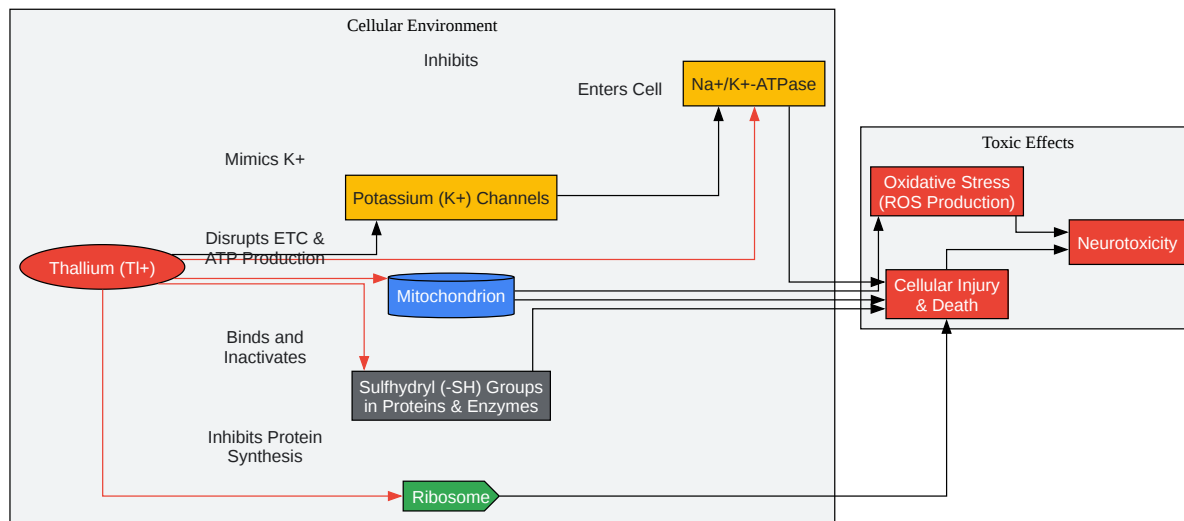 Cellular Environment
Inhibits
Enters Cell
Na+/K+-ATPase
Toxic Effects
Mimics K+
Potassium (K+) Channels
Oxidative Stress
(ROS Production)
Neurotoxicity
Disrupts ETC &
ATP Production
Thallium (Tl+)
Mitochondrion
Cellular Injury
& Death
Binds and
Inactivates
Sulfhydryl (-SH) Groups
in Proteins & Enzymes
Inhibits Protein
Synthesis
Ribosome